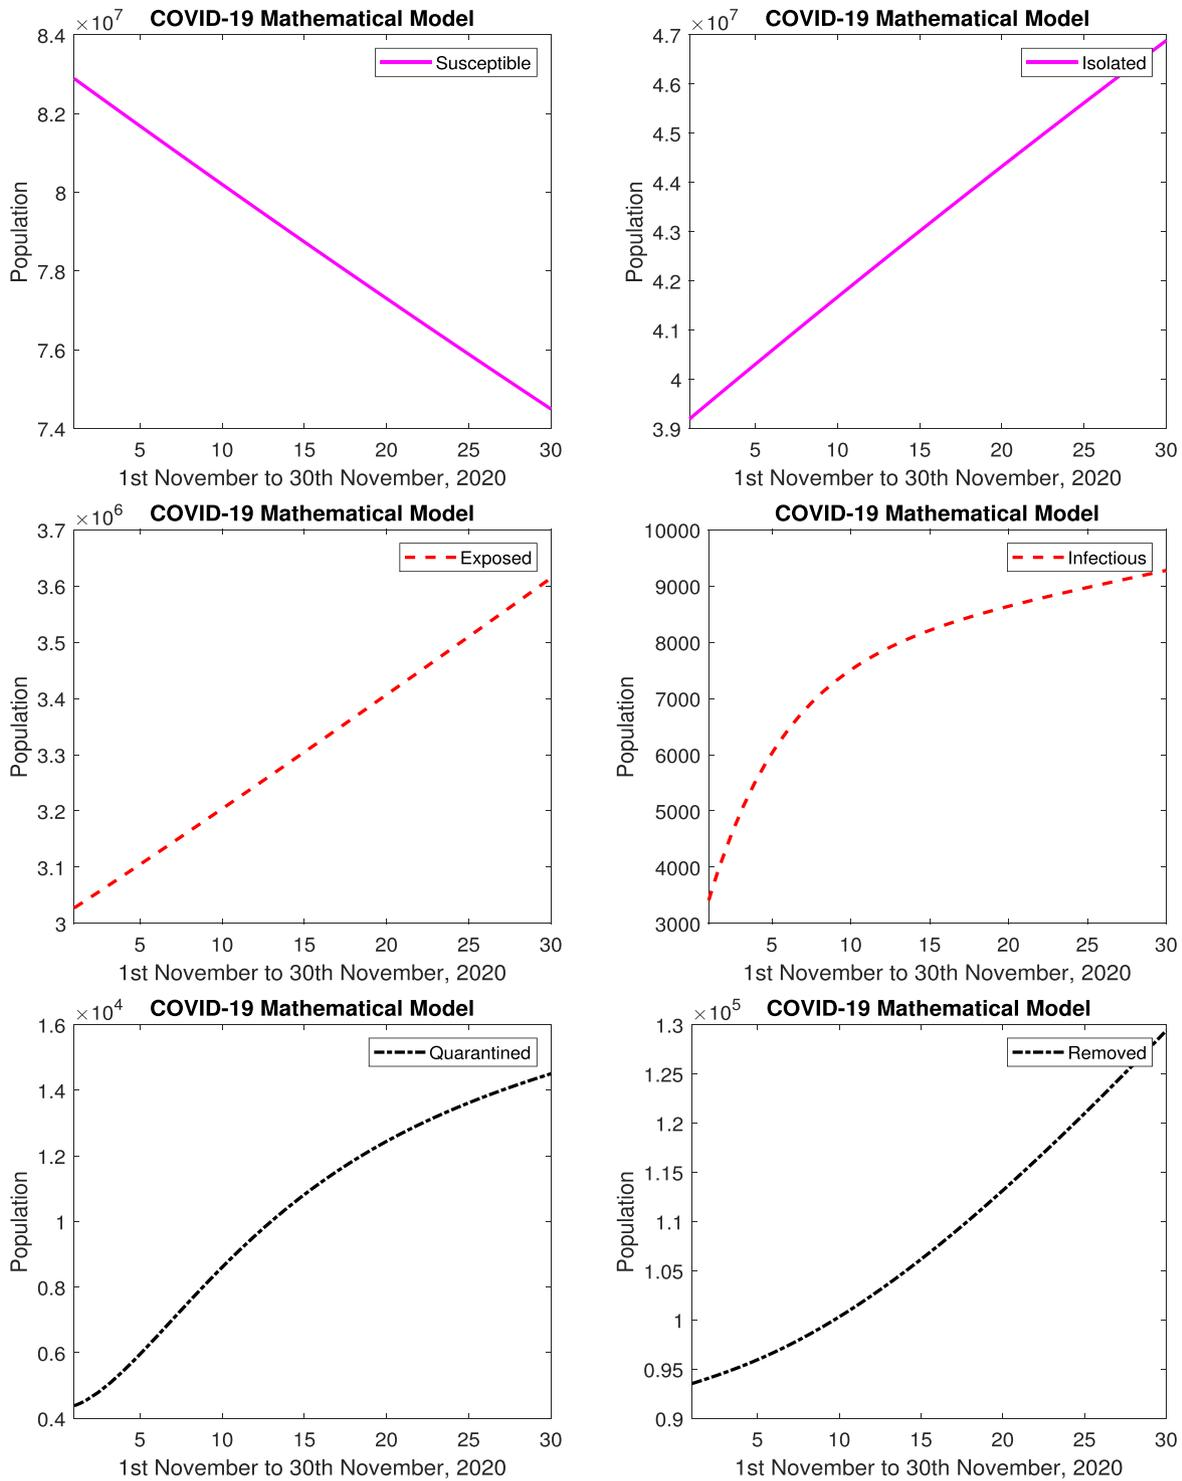 COVID-19 Mathematical Model
×10^7
Susceptible
8.4
8.2
8
7.8
7.6
7.4
Population
5 10 15 20 25 30
1st November to 30th November, 2020
COVID-19 Mathematical Model
×10^7
Isolated
4.7
4.6
4.5
4.4
4.3
4.2
4.1
4
3.9
Population
5 10 15 20 25 30
1st November to 30th November, 2020
COVID-19 Mathematical Model
×10^6
Exposed
3.7
3.6
3.5
3.4
3.3
3.2
3.1
3
Population
5 10 15 20 25 30
1st November to 30th November, 2020
COVID-19 Mathematical Model
Infectious
10000
9000
8000
7000
6000
5000
4000
3000
Population
5 10 15 20 25 30
1st November to 30th November, 2020
COVID-19 Mathematical Model
×10^4
Quarantined
1.6
1.4
1.2
1
0.8
0.6
0.4
Population
5 10 15 20 25 30
1st November to 30th November, 2020
COVID-19 Mathematical Model
×10^5
Removed
1.3
1.25
1.2
1.15
1.1
1.05
1
0.95
0.9
Population
5 10 15 20 25 30
1st November to 30th November, 2020